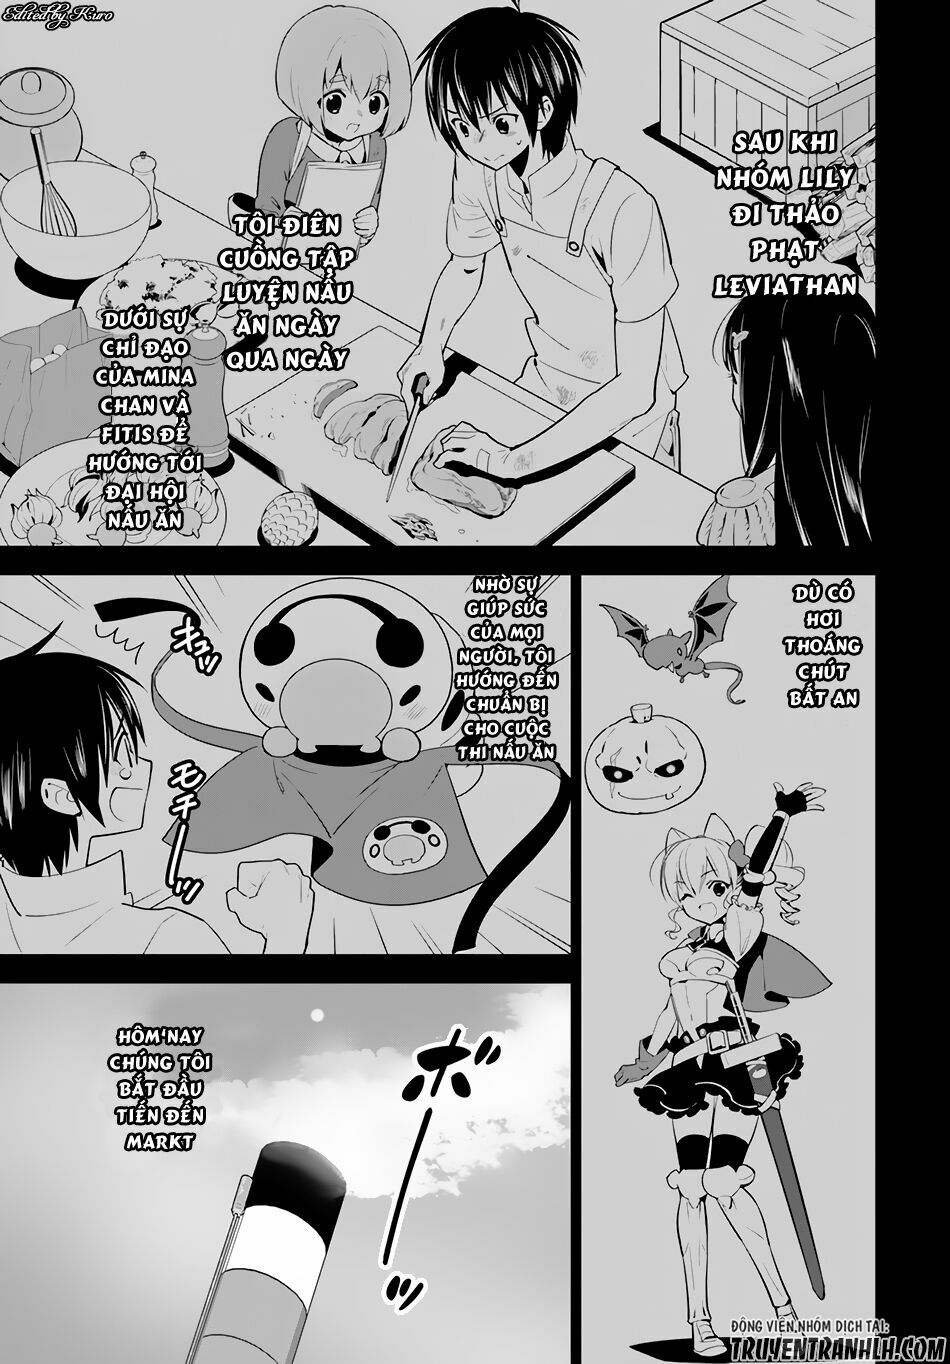 Edited by Kuro
SAU KHI
NHÓM LILY
ĐI THẢO
PHẠT
LEVIATHAN
TÔI ĐIÊN
CUỒNG TẬP
LUYỆN NẤU
ĂN NGÀY
QUA NGÀY
DƯỚI SỰ
CHỈ ĐẠO
CỦA MINA
CHAN VÀ
FITIS ĐỂ
HƯỚNG TỚI
ĐẠI HỘI
NẤU ĂN
DÙ CÓ
HƠI
THOÁNG
CHÚT
BẤT AN
NHỜ SỰ
GIÚP SỨC
CỦA MỌI
NGƯỜI, TÔI
HƯỚNG ĐẾN
CHUẨN BỊ
CHO CUỘC
THI NẤU ĂN
キュッ
モチーッ
HÔM NAY
CHÚNG TÔI
BẮT ĐẦU
TIẾN ĐẾN
MARKT
ボーッ
ĐỘNG VIÊN NHÓM DỊCH TẠI:
TRUYENTRANHLH.COM